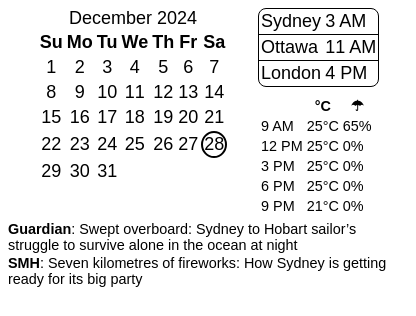 December 2024
Su Mo Tu We Th Fr Sa
1 2 3 4 5 6 7
8 9 10 11 12 13 14
15 16 17 18 19 20 21
22 23 24 25 26 27 28
29 30 31
Sydney 3 AM
Ottawa 11 AM
London 4 PM
°C ☂
9 AM 25°C 65%
12 PM 25°C 0%
3 PM 25°C 0%
6 PM 25°C 0%
9 PM 21°C 0%
Guardian: Swept overboard: Sydney to Hobart sailor’s
struggle to survive alone in the ocean at night
SMH: Seven kilometres of fireworks: How Sydney is getting
ready for its big party